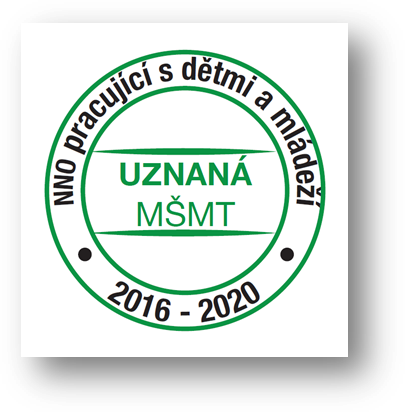 NNO pracující s dětmi a mládeží
UZNANÁ
MŠMT
2016 - 2020